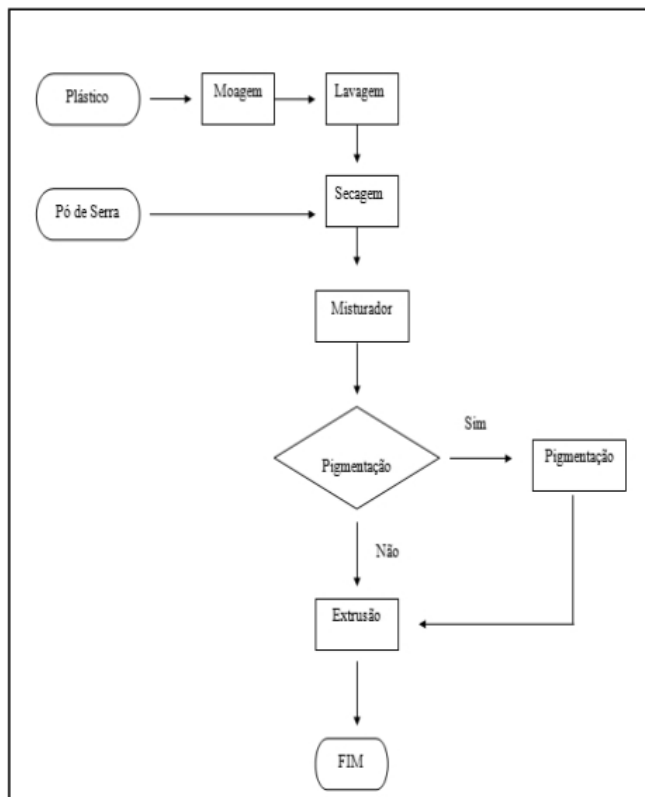 Plástico
Moagem
Lavagem
Pó de Serra
Secagem
Misturador
Sim
Pigmentação
Pigmentação
Não
Extrusão
FIM